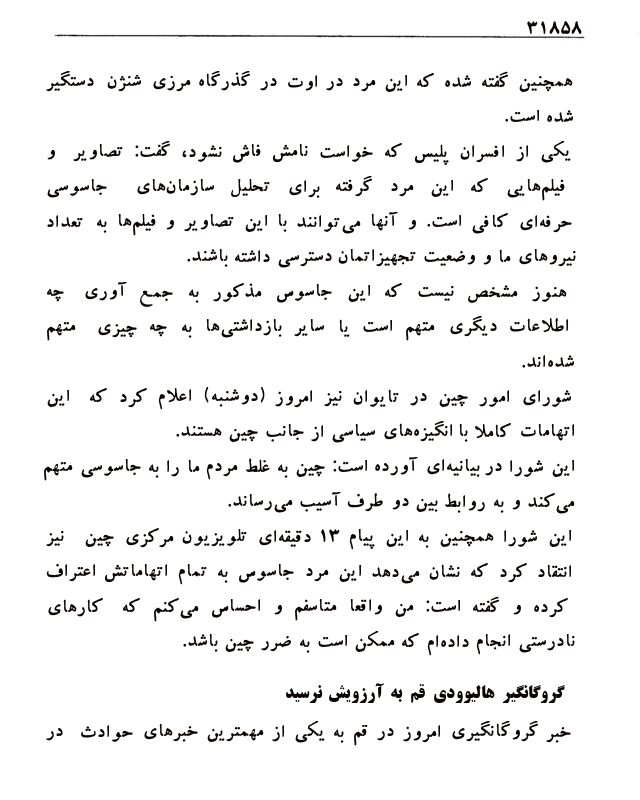 ۳۱۸۵۸
همچنین گفته شده که این مرد در اوت در گذرگاه مرزی شنژن دستگیر
شده است.
یکی از افسران پلیس که خواست نامش فاش نشود، گفت: تصاویر و
فیلم‌هایی که این مرد گرفته برای تحلیل سازمان‌های جاسوسی
حرفه‌ای کافی است. و آنها می‌توانند با این تصاویر و فیلم‌ها به تعداد
نیروهای ما و وضعیت تجهیزاتمان دسترسی داشته باشند.
هنوز مشخص نیست که این جاسوس مذکور به جمع آوری چه
اطلاعات دیگری متهم است یا سایر بازداشتی‌ها به چه چیزی متهم
شده‌اند.
شورای امور چین در تایوان نیز امروز (دوشنبه) اعلام کرد که این
اتهامات کاملا با انگیزه‌های سیاسی از جانب چین هستند.
این شورا در بیانیه‌ای آورده است: چین به غلط مردم ما را به جاسوسی متهم
می‌کند و به روابط بین دو طرف آسیب می‌رساند.
این شورا همچنین به این پیام ۱۳ دقیقه‌ای تلویزیون مرکزی چین نیز
انتقاد کرد که نشان می‌دهد این مرد جاسوس به تمام اتهاماتش اعتراف
کرده و گفته است: من واقعا متاسفم و احساس می‌کنم که کارهای
نادرستی انجام داده‌ام که ممکن است به ضرر چین باشد.
گروگانگیر هالیوودی قم به آرزویش نرسید
خبر گروگانگیری امروز در قم به یکی از مهمترین خبرهای حوادث در